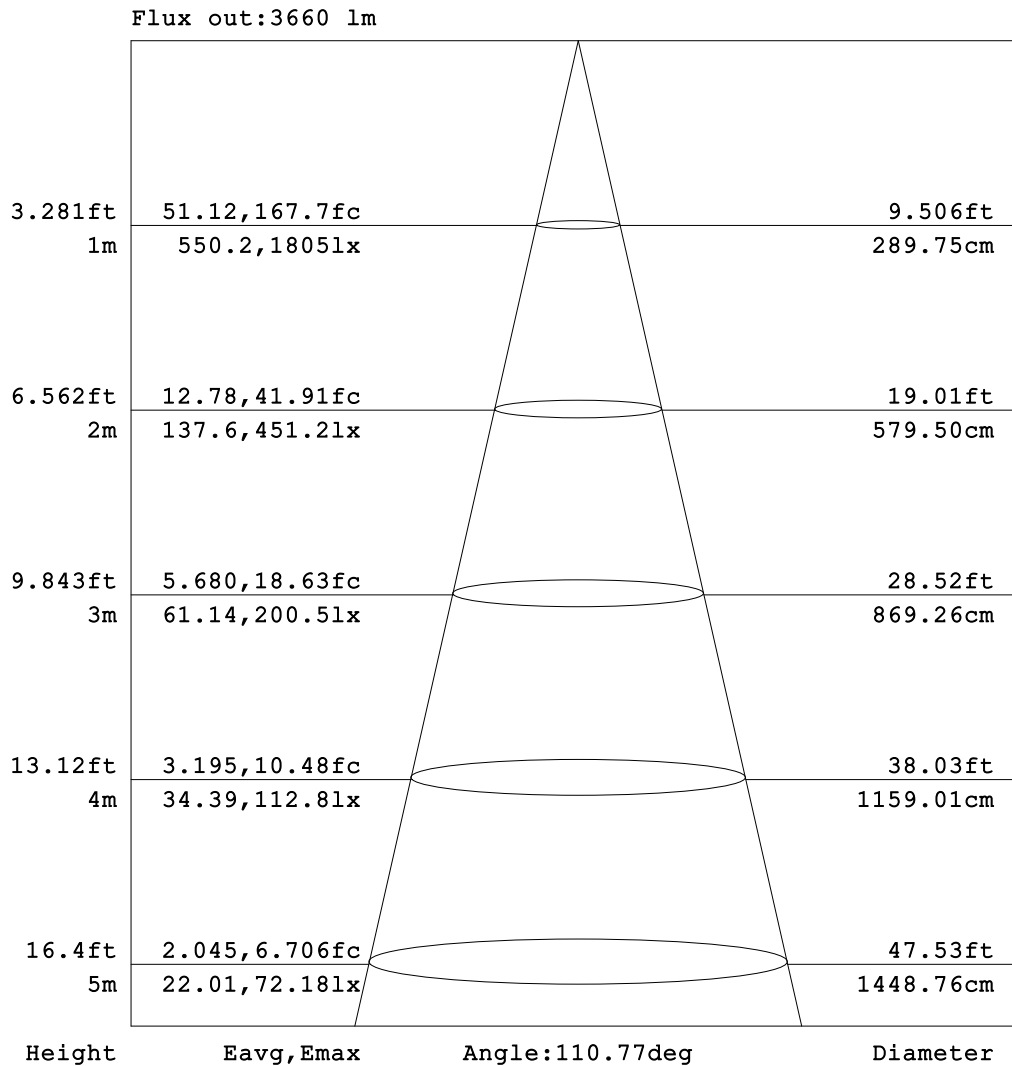 Flux out:3660 lm
3.281ft 51.12,167.7fc 9.506ft
1m 550.2,1805lx 289.75cm
6.562ft 12.78,41.91fc 19.01ft
2m 137.6,451.2lx 579.50cm
9.843ft 5.680,18.63fc 28.52ft
3m 61.14,200.5lx 869.26cm
13.12ft 3.195,10.48fc 38.03ft
4m 34.39,112.8lx 1159.01cm
16.4ft 2.045,6.706fc 47.53ft
5m 22.01,72.18lx 1448.76cm
Height Eavg,Emax Angle:110.77deg Diameter